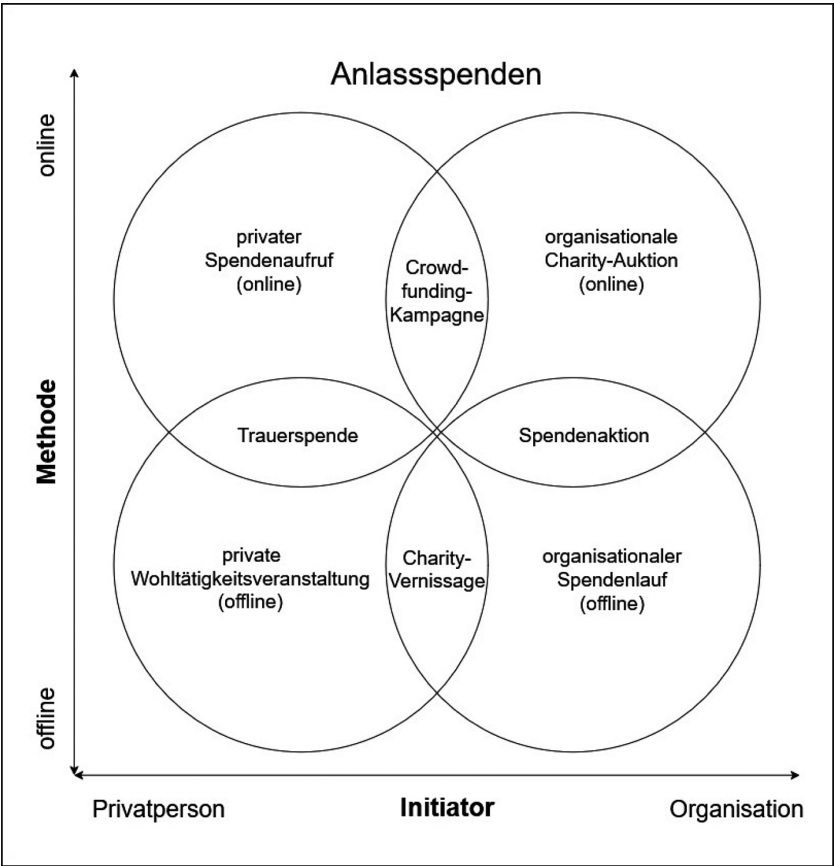 Anlassspenden
online
privater
Spendenaufruf
(online)
Crowd-
funding-
Kampagne
organisationale
Charity-Auktion
(online)
Methode
Trauerspende
Spendenaktion
private
Wohltätigkeitsveranstaltung
(offline)
Charity-
Vernissage
organisationaler
Spendenlauf
(offline)
offline
Privatperson
Initiator
Organisation